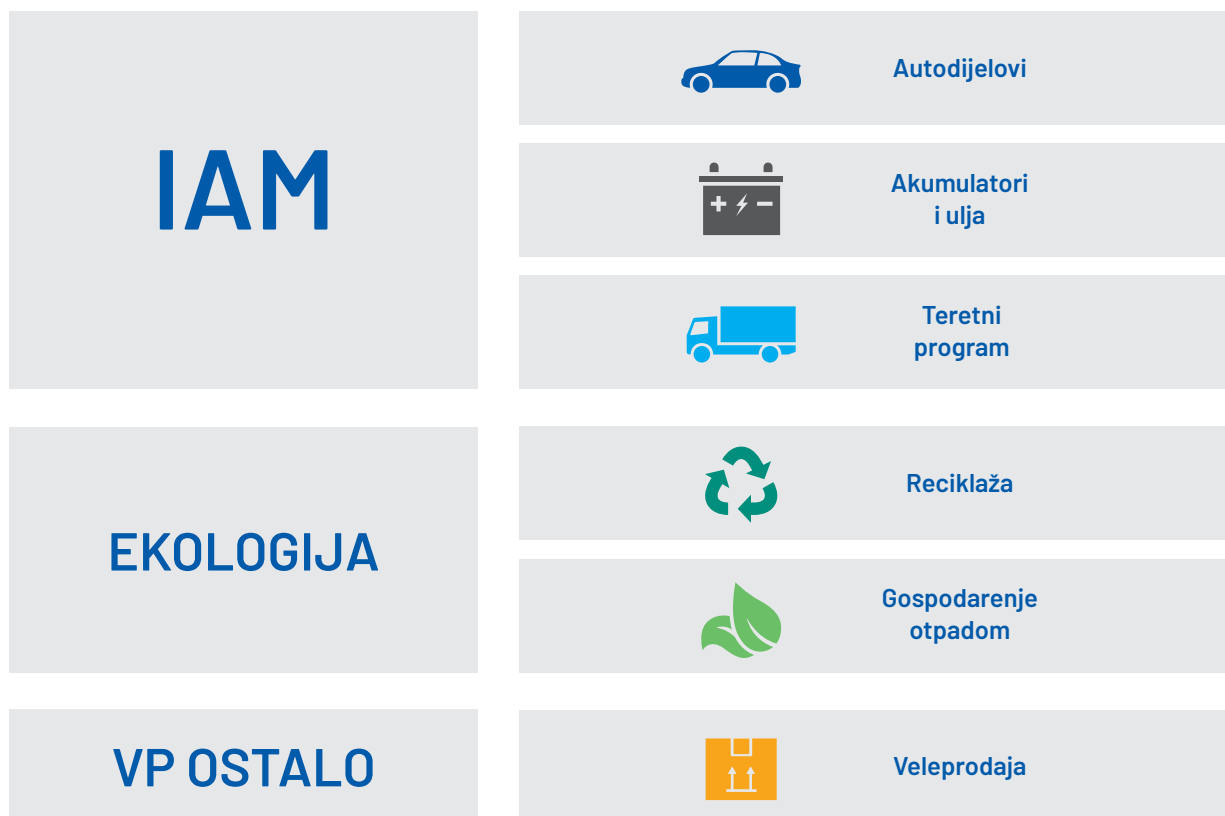 IAM
Autodijelovi
Akumulatori
i ulja
Teretni
program
EKOLOGIJA
Reciklaža
Gospodarenje
otpadom
VP OSTALO
Veleprodaja